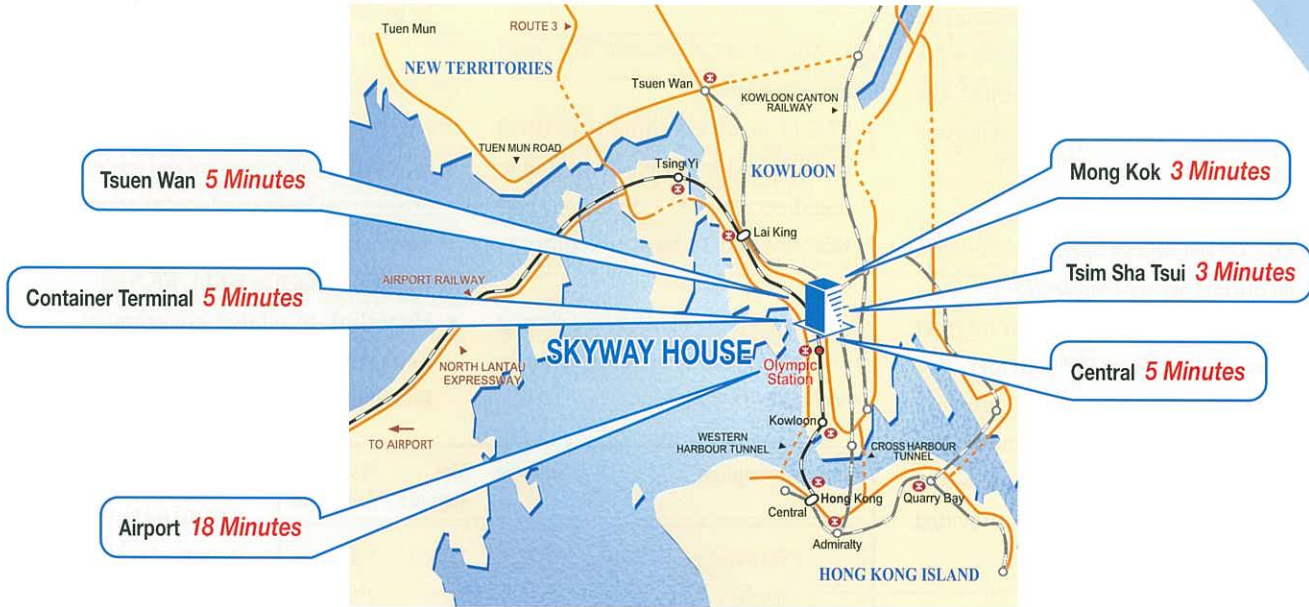 Tuen Mun
ROUTE 3
NEW TERRITORIES
Tsuen Wan
KOWLOON CANTON
RAILWAY
TUEN MUN ROAD
Tsing Yi
KOWLOON
Lai King
Tsuen Wan 5 Minutes
Mong Kok 3 Minutes
AIRPORT RAILWAY
Container Terminal 5 Minutes
Tsim Sha Tsui 3 Minutes
SKYWAY HOUSE
NORTH LANTAU
EXPRESSWAY
Olympic
Station
Central 5 Minutes
Kowloon
TO AIRPORT
WESTERN
HARBOUR TUNNEL
CROSS HARBOUR
TUNNEL
Hong Kong
Central
Quarry Bay
Airport 18 Minutes
Admiralty
HONG KONG ISLAND